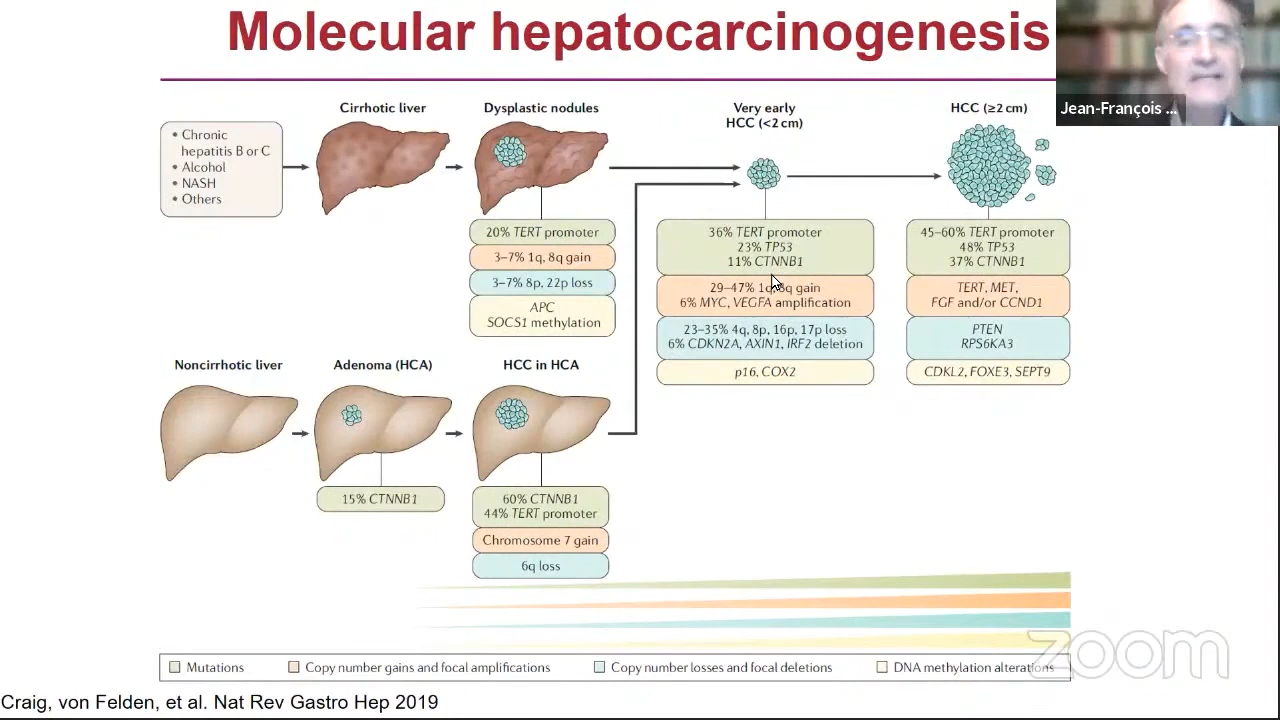 Molecular hepatocarcinogenesis
Jean-François ...
Cirrhotic liver
Dysplastic nodules
Very early
HCC (<2 cm)
HCC (≥2 cm)
• Chronic
hepatitis B or C
• Alcohol
• NASH
• Others
20% TERT promoter
3–7% 1q, 8q gain
3–7% 8p, 22p loss
APC
SOCS1 methylation
36% TERT promoter
23% TP53
11% CTNNB1
29–47% 1q, 8q gain
6% MYC, VEGFA amplification
23–35% 4q, 8p, 16p, 17p loss
6% CDKN2A, AXIN1, IRF2 deletion
p16, COX2
45–60% TERT promoter
48% TP53
37% CTNNB1
TERT, MET,
FGF and/or CCND1
PTEN
RPS6KA3
CDKL2, FOXE3, SEPT9
Noncirrhotic liver
Adenoma (HCA)
HCC in HCA
15% CTNNB1
60% CTNNB1
44% TERT promoter
Chromosome 7 gain
6q loss
Mutations
Copy number gains and focal amplifications
Copy number losses and focal deletions
DNA methylation alterations
zoom
Craig, von Felden, et al. Nat Rev Gastro Hep 2019